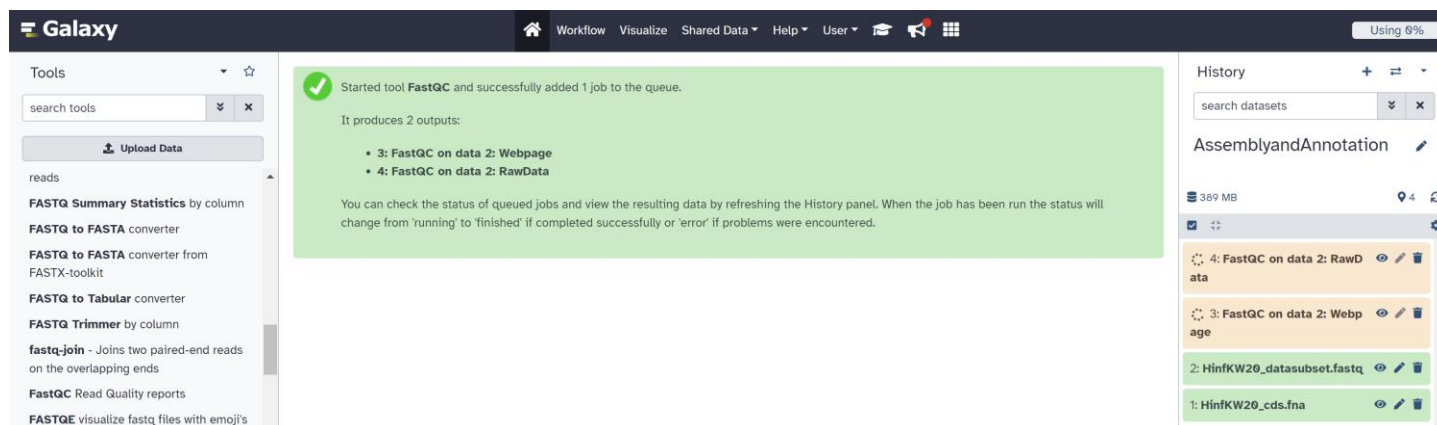 Galaxy
Workflow Visualize Shared Data Help User
Using 0%
Tools
search tools
Upload Data
reads
FASTQ Summary Statistics by column
FASTQ to FASTA converter
FASTQ to FASTA converter from
FASTX-toolkit
FASTQ to Tabular converter
FASTQ Trimmer by column
fastq-join - Joins two paired-end reads
on the overlapping ends
FastQC Read Quality reports
FASTQE visualize fastq files with emoji's
Started tool FastQC and successfully added 1 job to the queue.
It produces 2 outputs:
• 3: FastQC on data 2: Webpage
• 4: FastQC on data 2: RawData
You can check the status of queued jobs and view the resulting data by refreshing the History panel. When the job has been run the status will
change from 'running' to 'finished' if completed successfully or 'error' if problems were encountered.
History
search datasets
AssemblyandAnnotation
389 MB
4
4: FastQC on data 2: RawD
ata
3: FastQC on data 2: Webp
age
2: HinfKW20_datasubset.fastq
1: HinfKW20_cds.fna